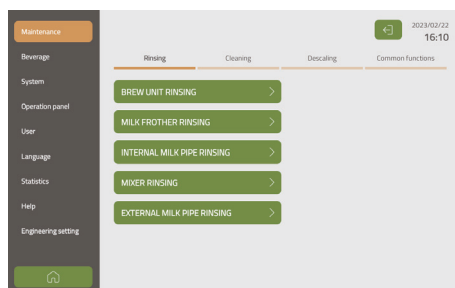 Maintenance
Beverage
System
Operation panel
User
Language
Statistics
Help
Engineering setting
2023/02/22
16:10
Rinsing
Cleaning
Descaling
Common functions
BREW UNIT RINSING
MILK FROTHER RINSING
INTERNAL MILK PIPE RINSING
MIXER RINSING
EXTERNAL MILK PIPE RINSING